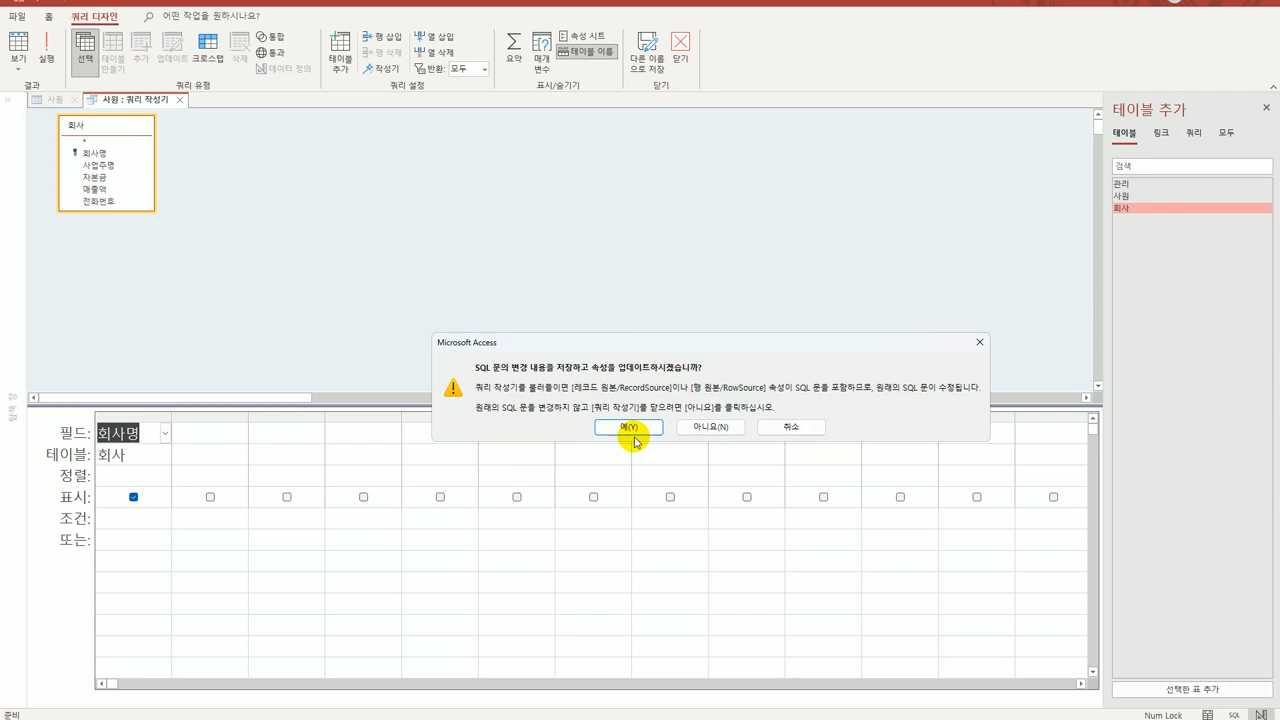 파일 홈 쿼리 디자인 어떤 작업을 원하시나요?
보기 실행 선택 테이블 만들기 추가 업데이트 크로스탭 삭제 통합 통과 데이터 정의
테이블 추가 행 삽입 행 삭제 작성기 열 삽입 열 삭제 반환: 모두
요약 매개 변수 속성 시트 테이블 이름 다른 이름으로 저장 닫기
결과 쿼리 유형 쿼리 설정 표시/숨기기 닫기
사원 사원 : 쿼리 작성기
회사
*
회사명
사업주명
자본금
매출액
전화번호
테이블 추가
테이블 링크 쿼리 모두
검색
관리
사원
회사
선택한 표 추가
Microsoft Access
SQL 문의 변경 내용을 저장하고 속성을 업데이트하시겠습니까?
쿼리 작성기를 불러들이면 [레코드 원본/RecordSource]이나 [행 원본/RowSource] 속성이 SQL 문을 포함하므로, 원래의 SQL 문이 수정됩니다.
원래의 SQL 문을 변경하지 않고 [쿼리 작성기]를 닫으려면 [아니요]를 클릭하십시오.
예(Y) 아니요(N) 취소
필드: 회사명
테이블: 회사
정렬:
표시:
조건:
또는:
준비 Num Lock SQL